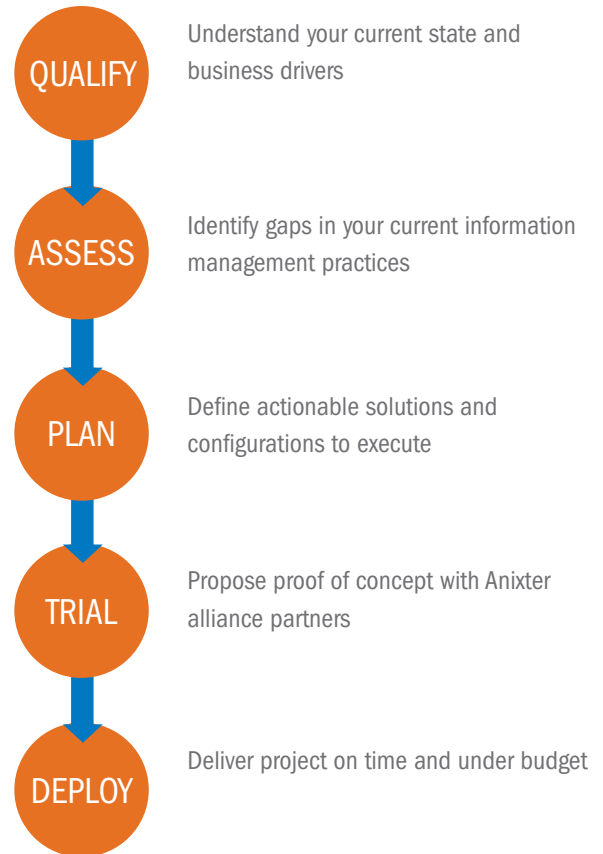 QUALIFY
Understand your current state and
business drivers
ASSESS
Identify gaps in your current information
management practices
PLAN
Define actionable solutions and
configurations to execute
TRIAL
Propose proof of concept with Anixter
alliance partners
DEPLOY
Deliver project on time and under budget